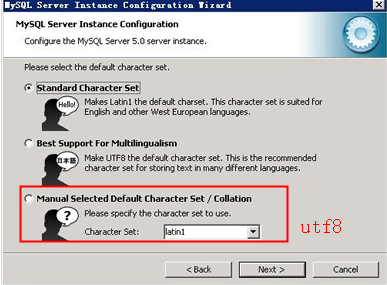 MySQL Server Instance Configuration Wizard
MySQL Server Instance Configuration
Configure the MySQL Server 5.0 server instance.
Please select the default character set.
Standard Character Set
Hello!
Makes Latin1 the default charset. This character set is suited for
English and other West European languages.
Best Support For Multilingualism
日本語
Make UTF8 the default character set. This is the recommended
character set for storing text in many different languages.
Manual Selected Default Character Set / Collation
?
Please specify the character set to use.
Character Set:
latin1
utf8
< Back
Next >
Cancel